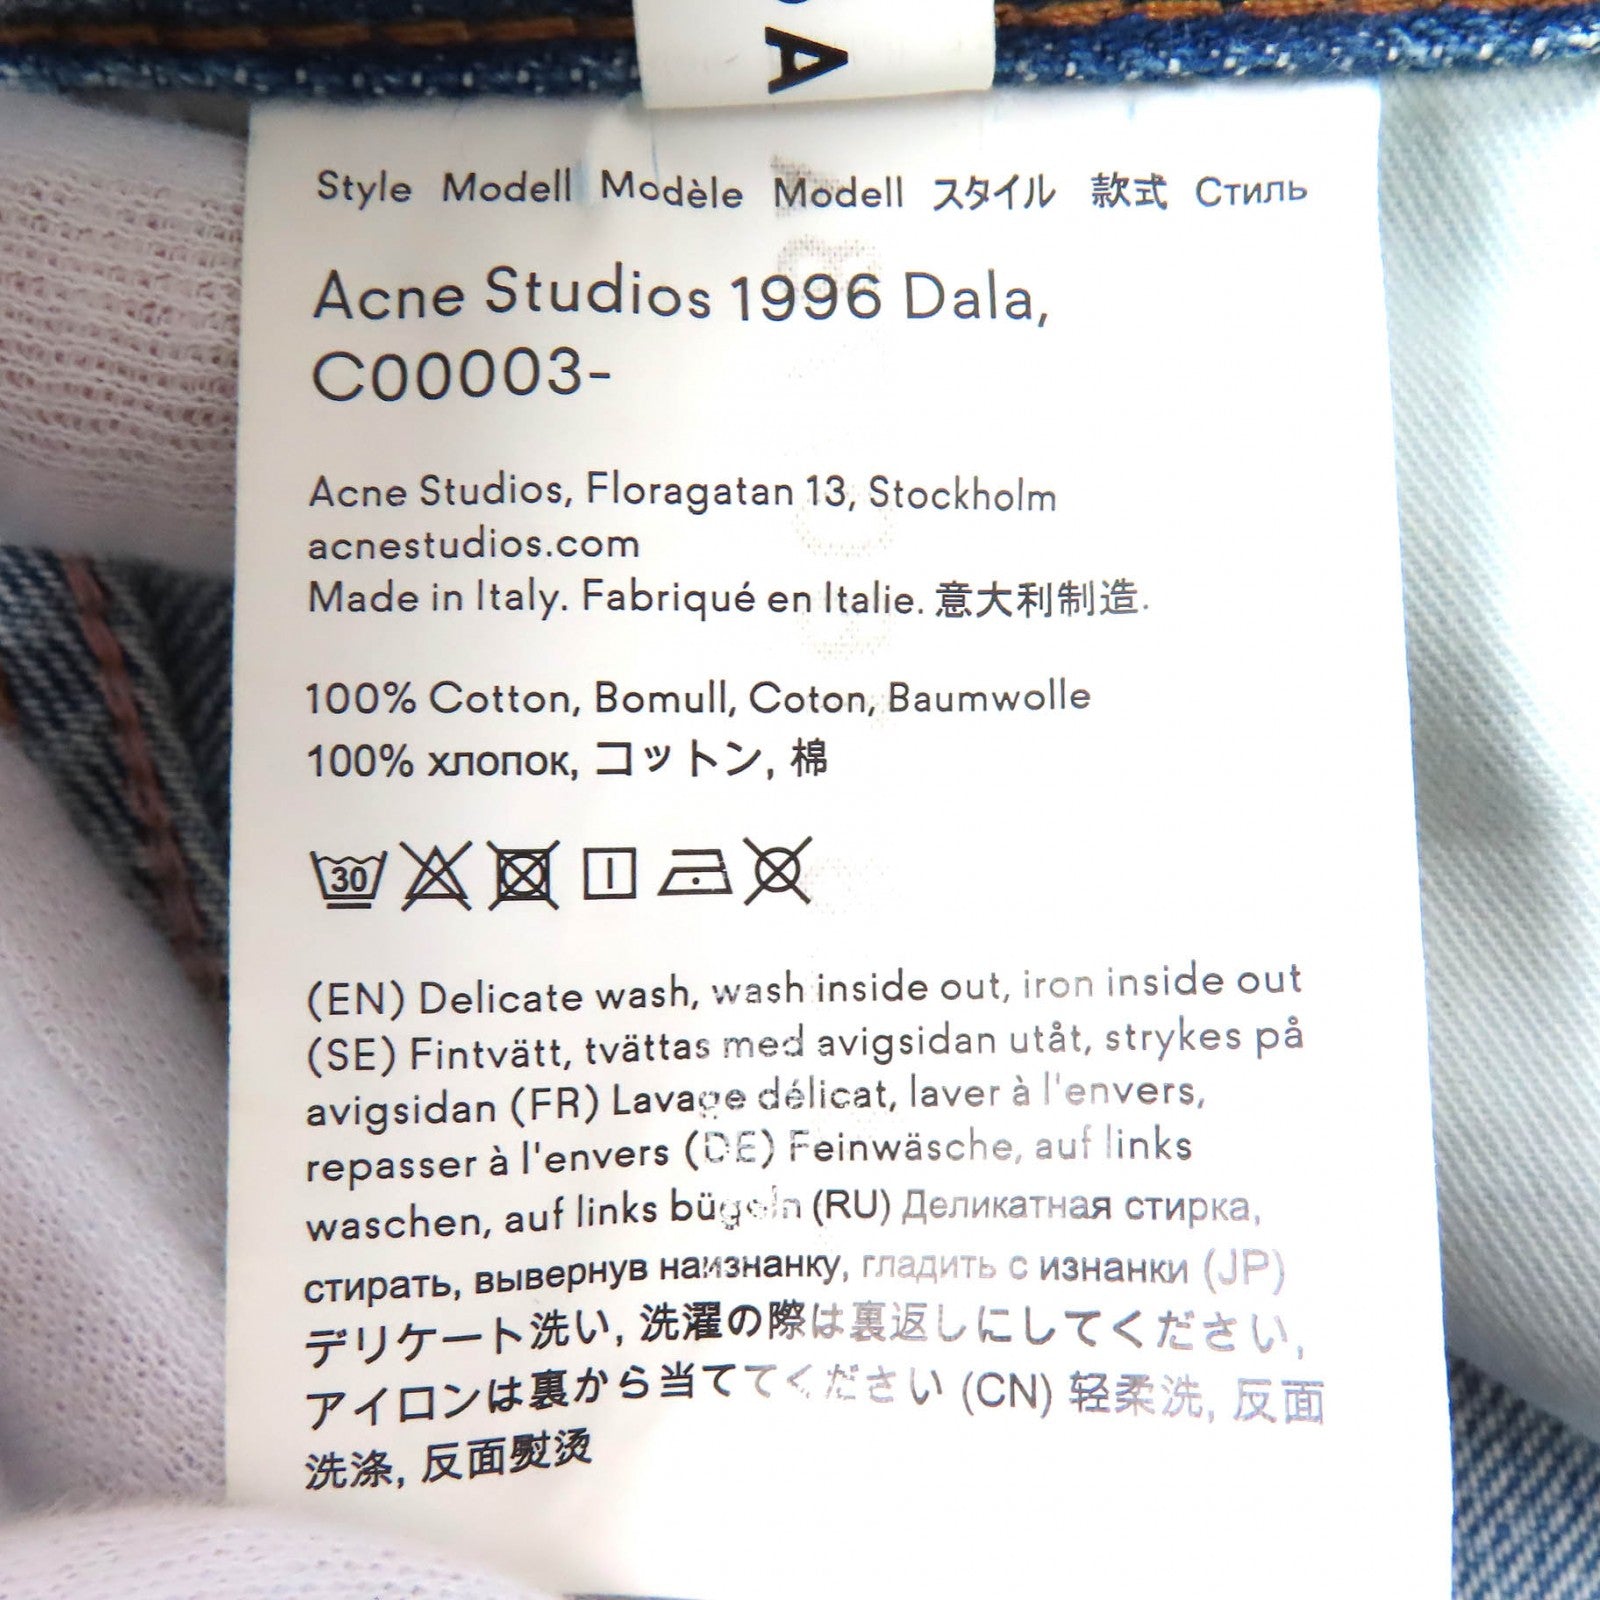 DA
Style Modell Modèle Modell スタイル 款式 Стиль
Acne Studios 1996 Dala,
C00003-
Acne Studios, Floragatan 13, Stockholm
acnestudios.com
Made in Italy. Fabriqué en Italie. 意大利制造.
100% Cotton, Bomull, Coton, Baumwolle
100% хлопок, コットン, 棉
30
(EN) Delicate wash, wash inside out, iron inside out
(SE) Fintvätt, tvättas med avigsidan utåt, strykes på
avigsidan (FR) Lavage délicat, laver à l'envers,
repasser à l'envers (DE) Feinwäsche, auf links
waschen, auf links bügeln (RU) Деликатная стирка,
стирать, вывернув наизнанку, гладить с изнанки (JP)
デリケート洗い, 洗濯の際は裏返しにしてください,
アイロンは裏から当ててください (CN) 轻柔洗, 反面
洗涤, 反面熨烫